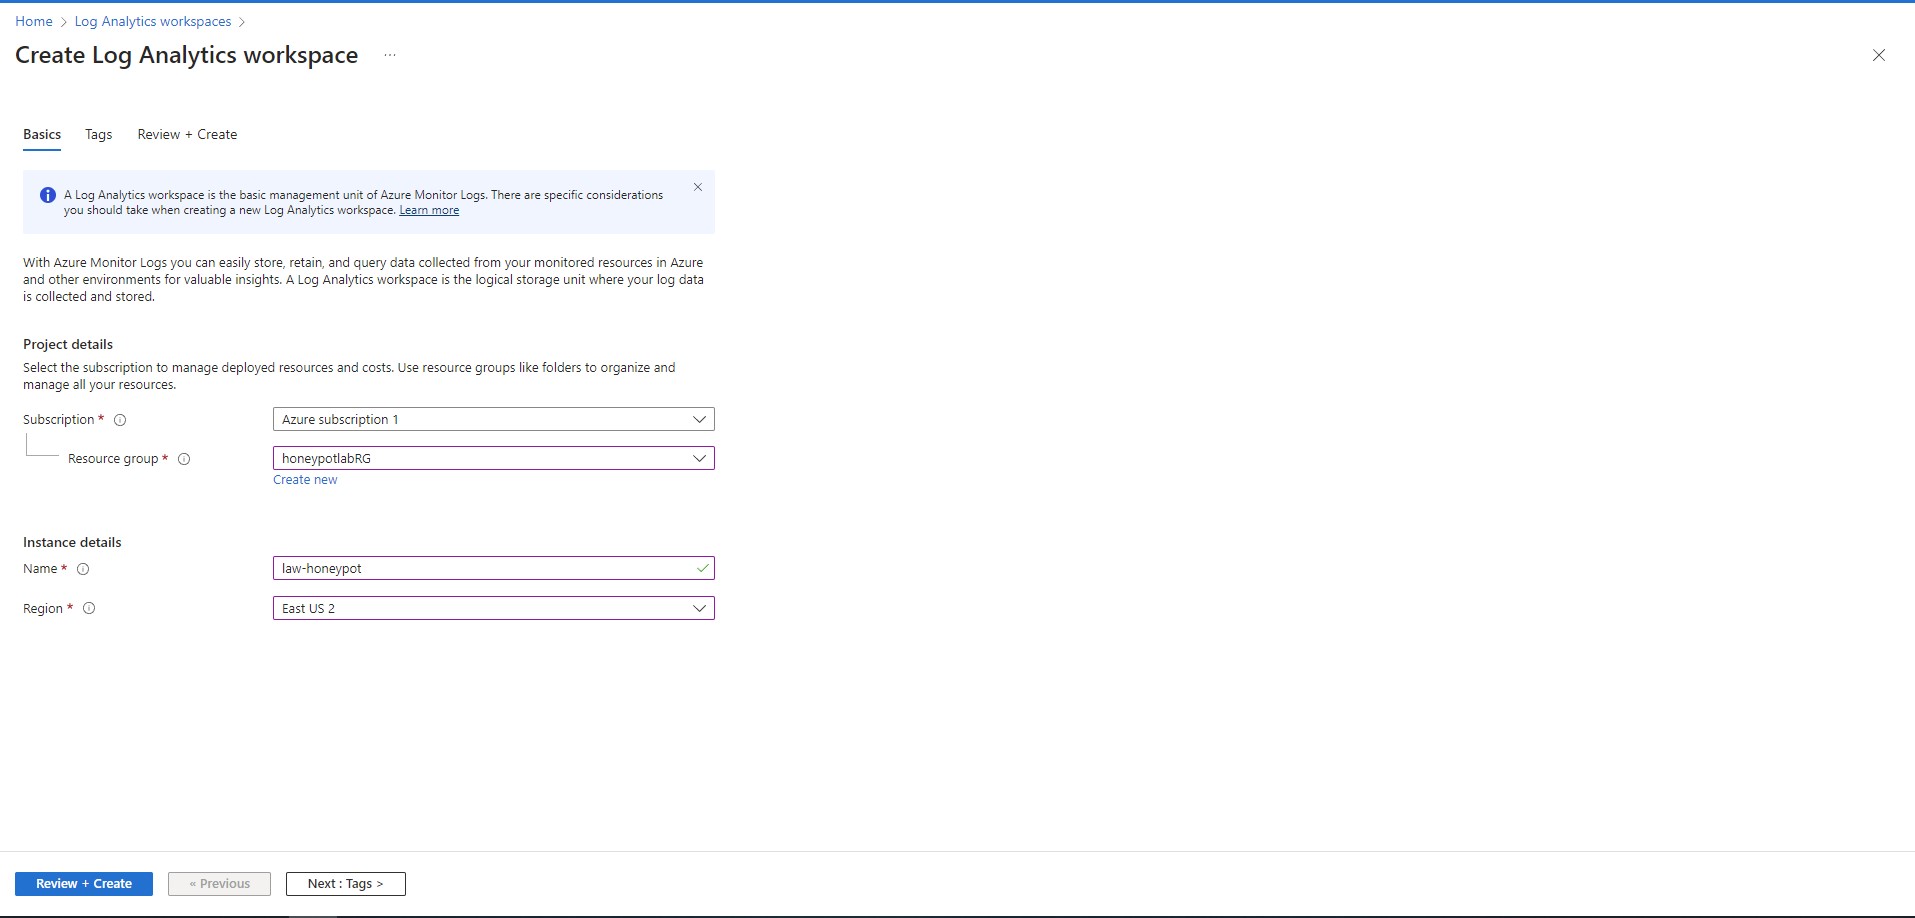 Home > Log Analytics workspaces >
Create Log Analytics workspace ...
Basics Tags Review + Create
A Log Analytics workspace is the basic management unit of Azure Monitor Logs. There are specific considerations
you should take when creating a new Log Analytics workspace. Learn more
With Azure Monitor Logs you can easily store, retain, and query data collected from your monitored resources in Azure
and other environments for valuable insights. A Log Analytics workspace is the logical storage unit where your log data
is collected and stored.
Project details
Select the subscription to manage deployed resources and costs. Use resource groups like folders to organize and
manage all your resources.
Subscription * Azure subscription 1
Resource group * honeypotlabRG
Create new
Instance details
Name * law-honeypot
Region * East US 2
Review + Create « Previous Next : Tags >